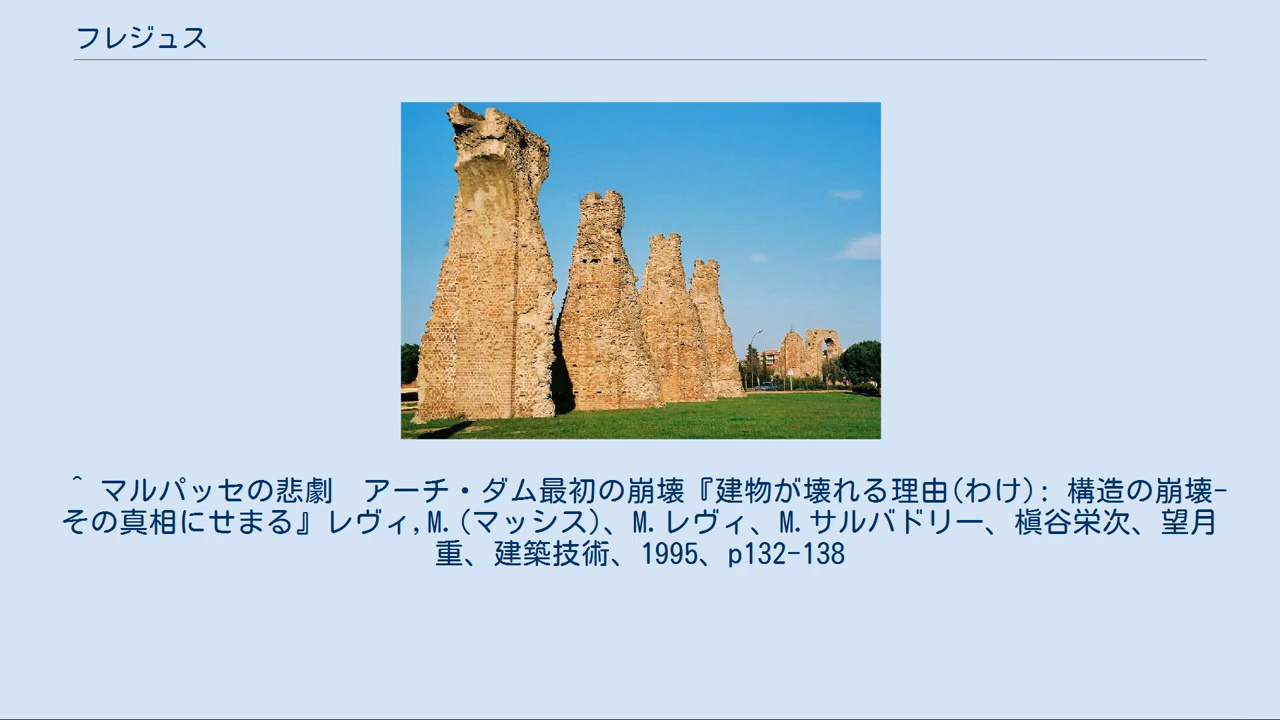 フレジュス
^ マルパッセの悲劇　アーチ・ダム最初の崩壊『建物が壊れる理由(わけ): 構造の崩壊-
その真相にせまる』レヴィ,M.(マッシス)、M.レヴィ、M.サルバドリー、槇谷栄次、望月
重、建築技術、1995、p132-138